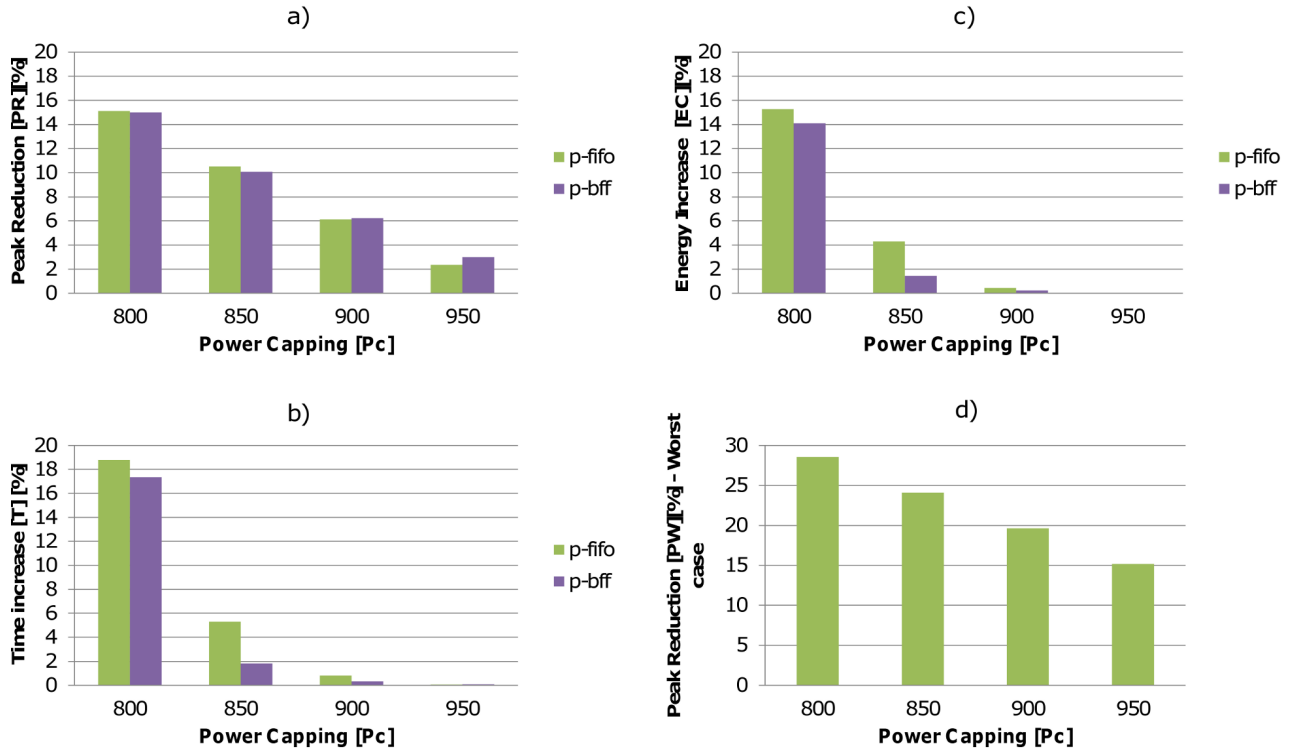 a)
Peak Reduction [PR][%]
20
18
16
14
12
10
8
6
4
2
0
800 850 900 950
Power Capping [Pc]
p-fifo
p-bff
c)
Energy Increase [EC][%]
20
18
16
14
12
10
8
6
4
2
0
800 850 900 950
Power Capping [Pc]
p-fifo
p-bff
b)
Time increase [T] [%]
20
18
16
14
12
10
8
6
4
2
0
800 850 900 950
Power Capping [Pc]
p-fifo
p-bff
d)
Peak Reduction [PW][%] - Worst
case
30
25
20
15
10
5
0
800 850 900 950
Power Capping [Pc]